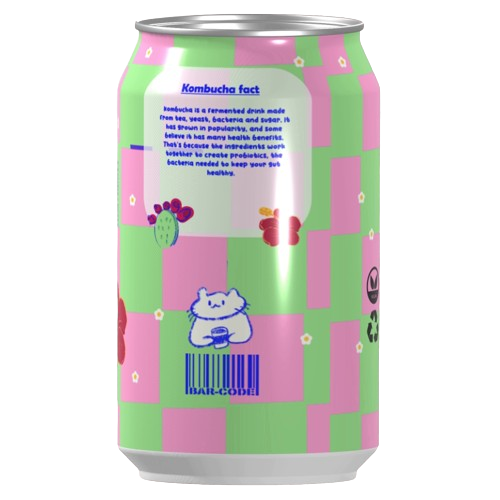 Kombucha fact
Kombucha is a fermented drink made
from tea, yeast, bacteria and sugar. It
has grown in popularity, and some
believe it has many health benefits.
That's because the ingredients work
together to create probiotics, the
bacteria needed to keep your gut
healthy.
BAR-CODE